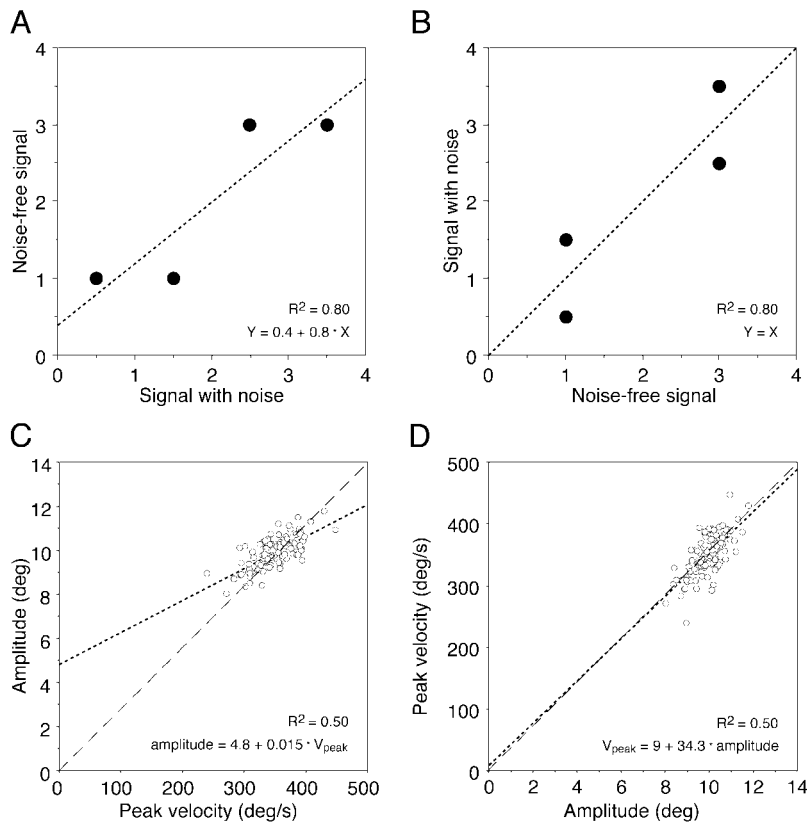 A
4
3
2
1
0
Noise-free signal
R2 = 0.80
Y = 0.4 + 0.8 * X
0 1 2 3 4
Signal with noise
B
4
3
2
1
0
Signal with noise
R2 = 0.80
Y = X
0 1 2 3 4
Noise-free signal
C
14
12
10
8
6
4
2
0
Amplitude (deg)
R2 = 0.50
amplitude = 4.8 + 0.015 * Vpeak
0 100 200 300 400 500
Peak velocity (deg/s)
D
500
400
300
200
100
0
Peak velocity (deg/s)
R2 = 0.50
Vpeak = 9 + 34.3 * amplitude
0 2 4 6 8 10 12 14
Amplitude (deg)